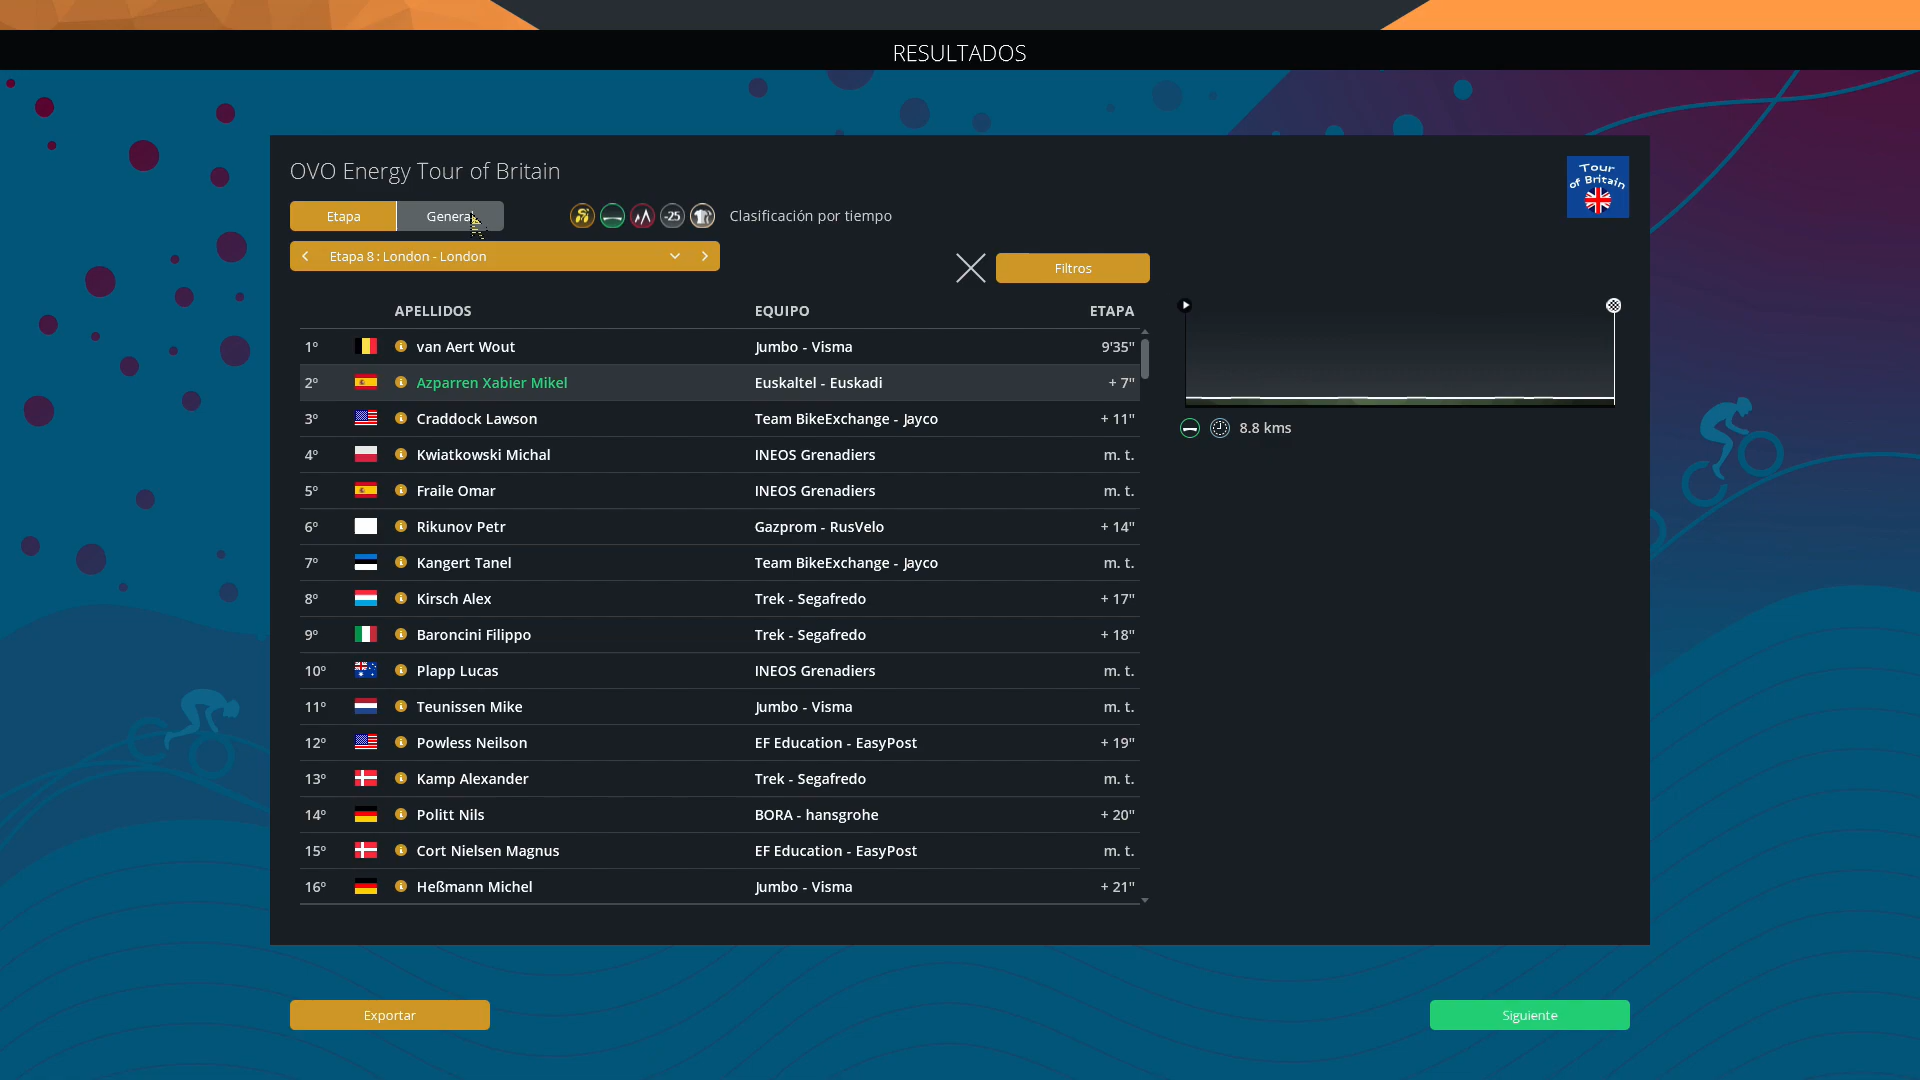 RESULTADOS
OVO Energy Tour of Britain
Tour of Britain
Etapa General -25 Clasificación por tiempo
Etapa 8 : London - London
Filtros
APELLIDOS EQUIPO ETAPA
1º van Aert Wout Jumbo - Visma 9'35''
2º Azparren Xabier Mikel Euskaltel - Euskadi + 7''
3º Craddock Lawson Team BikeExchange - Jayco + 11''
4º Kwiatkowski Michal INEOS Grenadiers m. t.
5º Fraile Omar INEOS Grenadiers m. t.
6º Rikunov Petr Gazprom - RusVelo + 14''
7º Kangert Tanel Team BikeExchange - Jayco m. t.
8º Kirsch Alex Trek - Segafredo + 17''
9º Baroncini Filippo Trek - Segafredo + 18''
10º Plapp Lucas INEOS Grenadiers m. t.
11º Teunissen Mike Jumbo - Visma m. t.
12º Powless Neilson EF Education - EasyPost + 19''
13º Kamp Alexander Trek - Segafredo m. t.
14º Politt Nils BORA - hansgrohe + 20''
15º Cort Nielsen Magnus EF Education - EasyPost m. t.
16º Heßmann Michel Jumbo - Visma + 21''
8.8 kms
Exportar
Siguiente